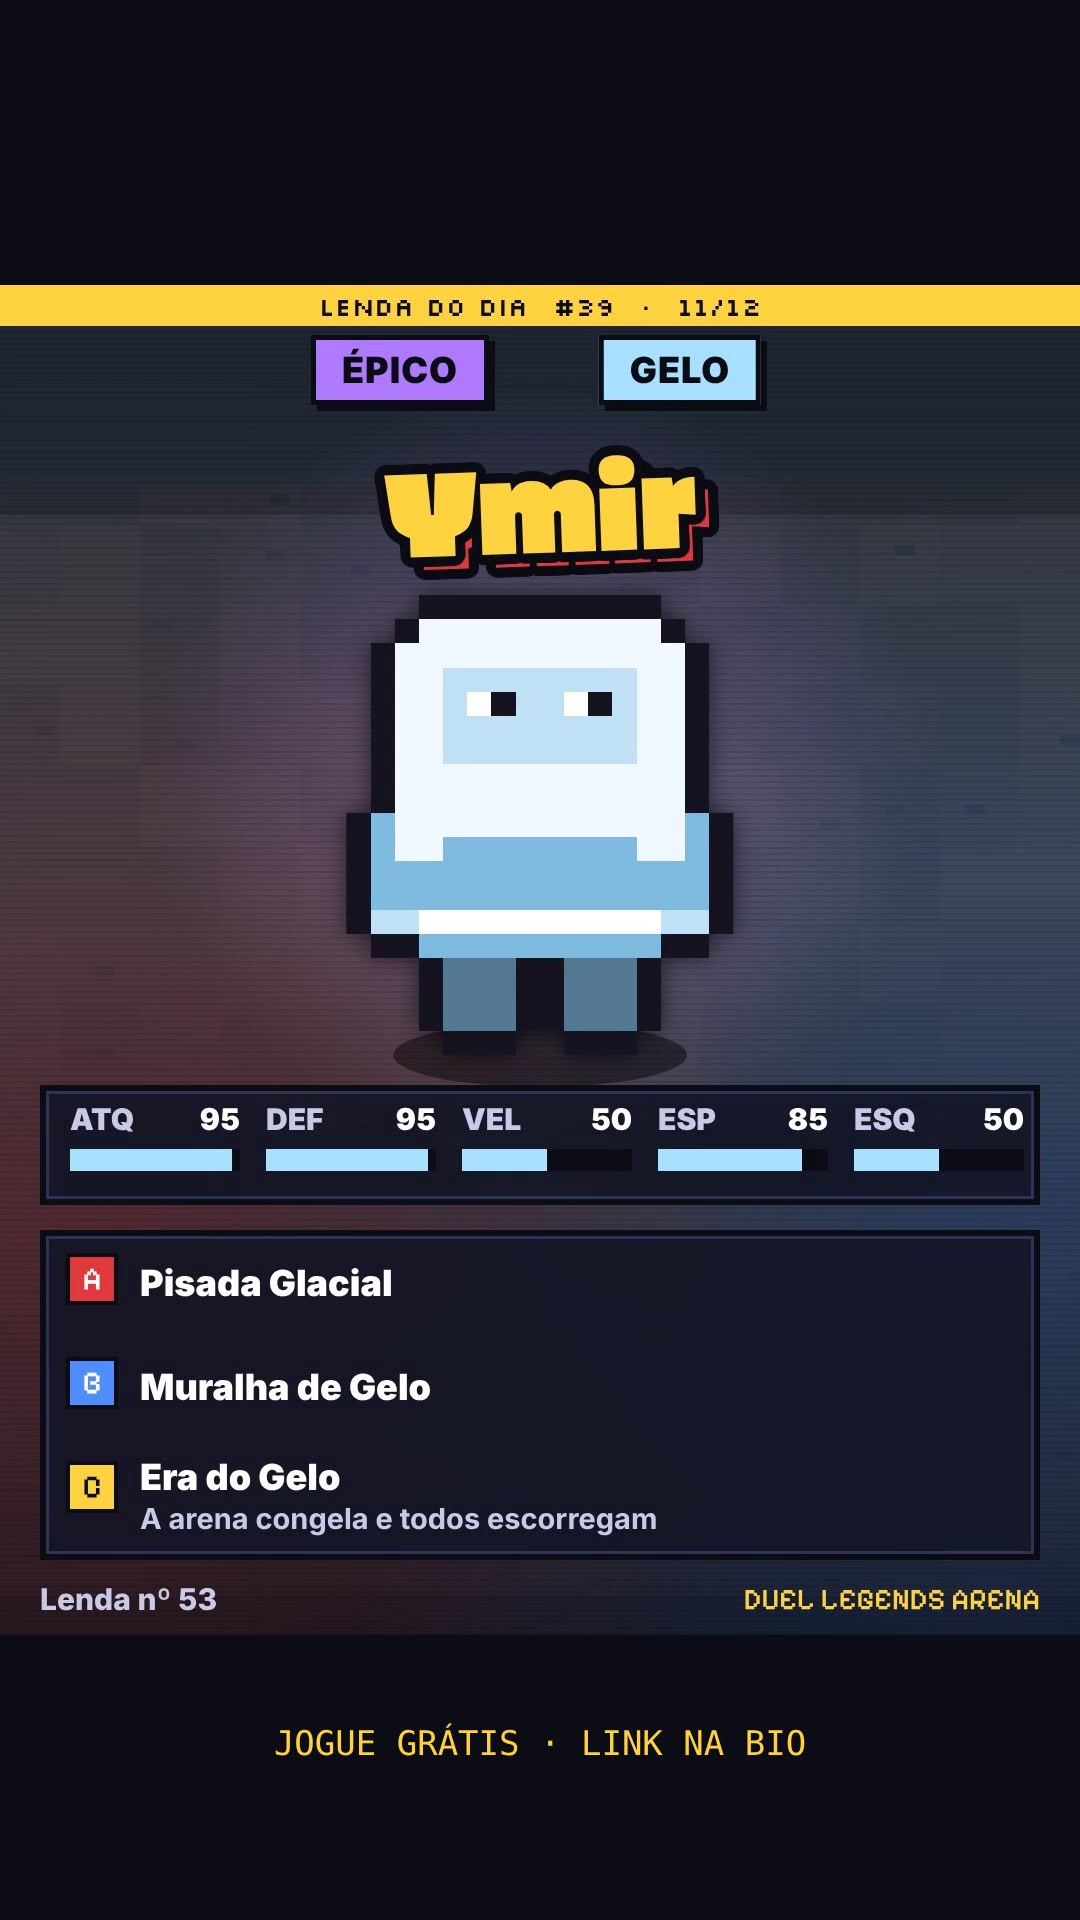 LENDA DO DIA #39 · 11/12
ÉPICO GELO
Ymir
ATQ 95 DEF 95 VEL 50 ESP 85 ESQ 50
A Pisada Glacial
B Muralha de Gelo
C Era do Gelo
A arena congela e todos escorregam
Lenda nº 53 DUEL LEGENDS ARENA
JOGUE GRÁTIS · LINK NA BIO